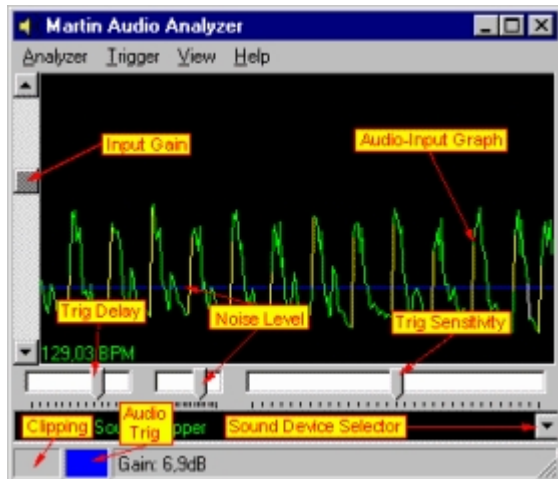 Martin Audio Analyzer
Analyzer Trigger View Help
Input Gain
Audio-Input Graph
Trig Delay
Noise Level
Trig Sensitivity
129,03 BPM
Clipping
Audio
Trig
Sound Device Selector
Gain: 6,9dB